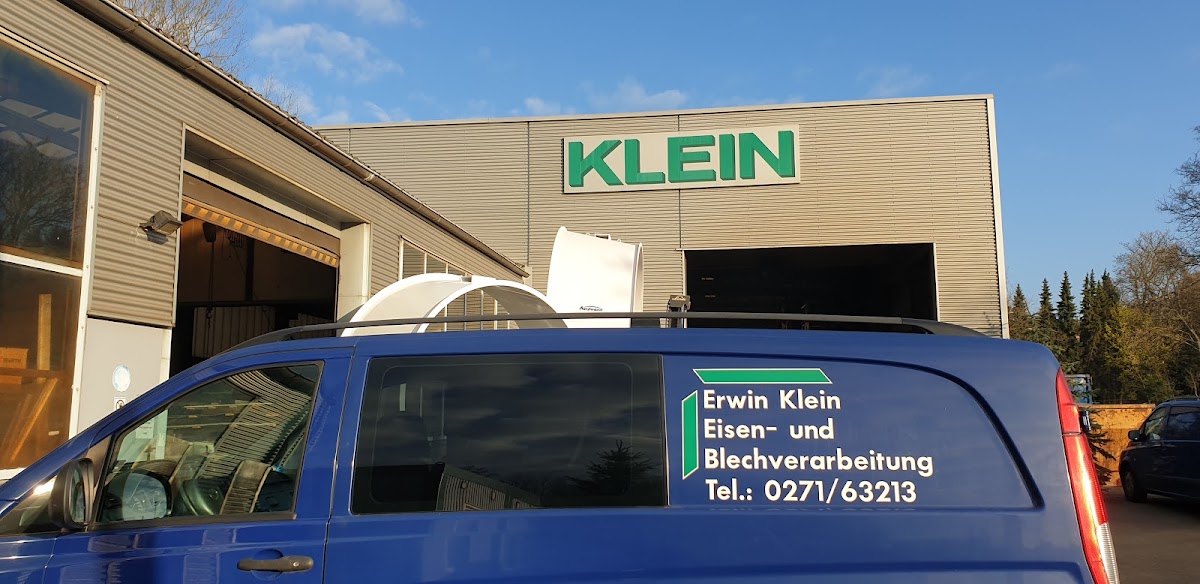 KLEIN
Erwin Klein
Eisen- und
Blechverarbeitung
Tel.: 0271/63213